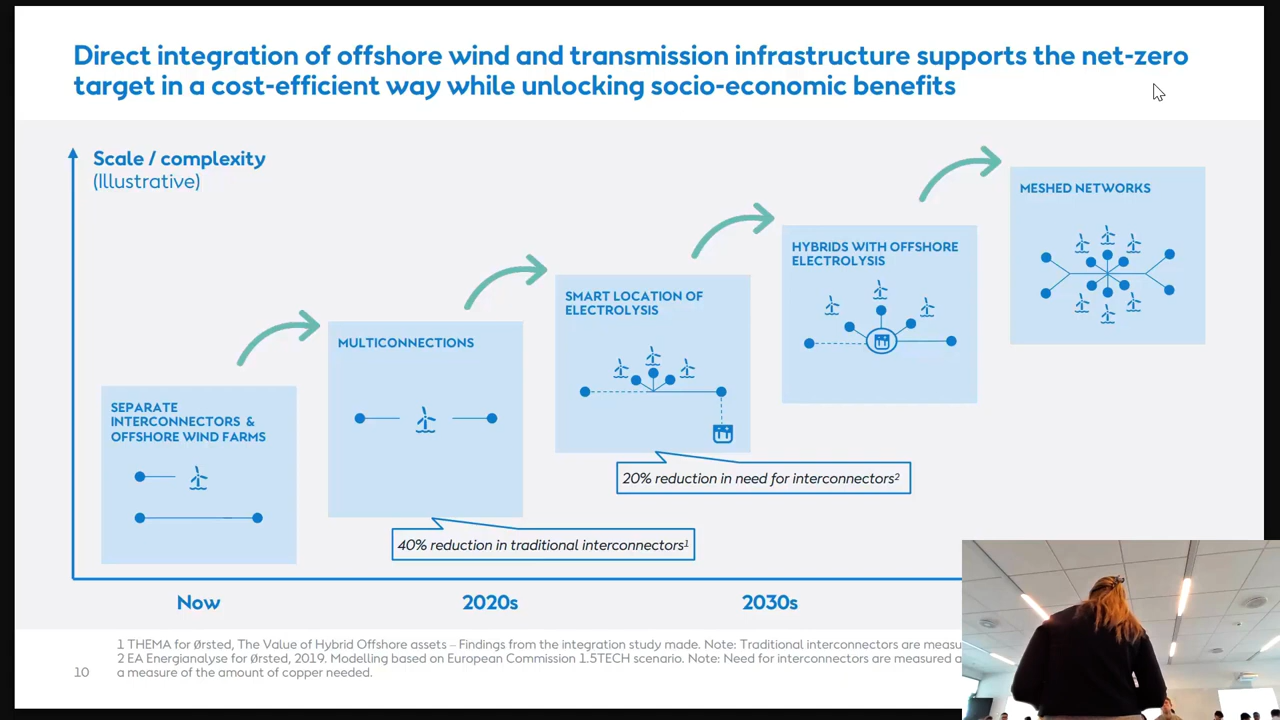 Direct integration of offshore wind and transmission infrastructure supports the net-zero
target in a cost-efficient way while unlocking socio-economic benefits
Scale / complexity
(Illustrative)
MESHED NETWORKS
HYBRIDS WITH OFFSHORE
ELECTROLYSIS
SMART LOCATION OF
ELECTROLYSIS
MULTICONNECTIONS
SEPARATE
INTERCONNECTORS &
OFFSHORE WIND FARMS
20% reduction in need for interconnectors²
40% reduction in traditional interconnectors¹
Now
2020s
2030s
1 THEMA for Ørsted, The Value of Hybrid Offshore assets – Findings from the integration study made. Note: Traditional interconnectors are
2 EA Energianalyse for Ørsted, 2019. Modelling based on European Commission 1.5TECH scenario. Note: Need for interconnectors are measured
a measure of the amount of copper needed.
10